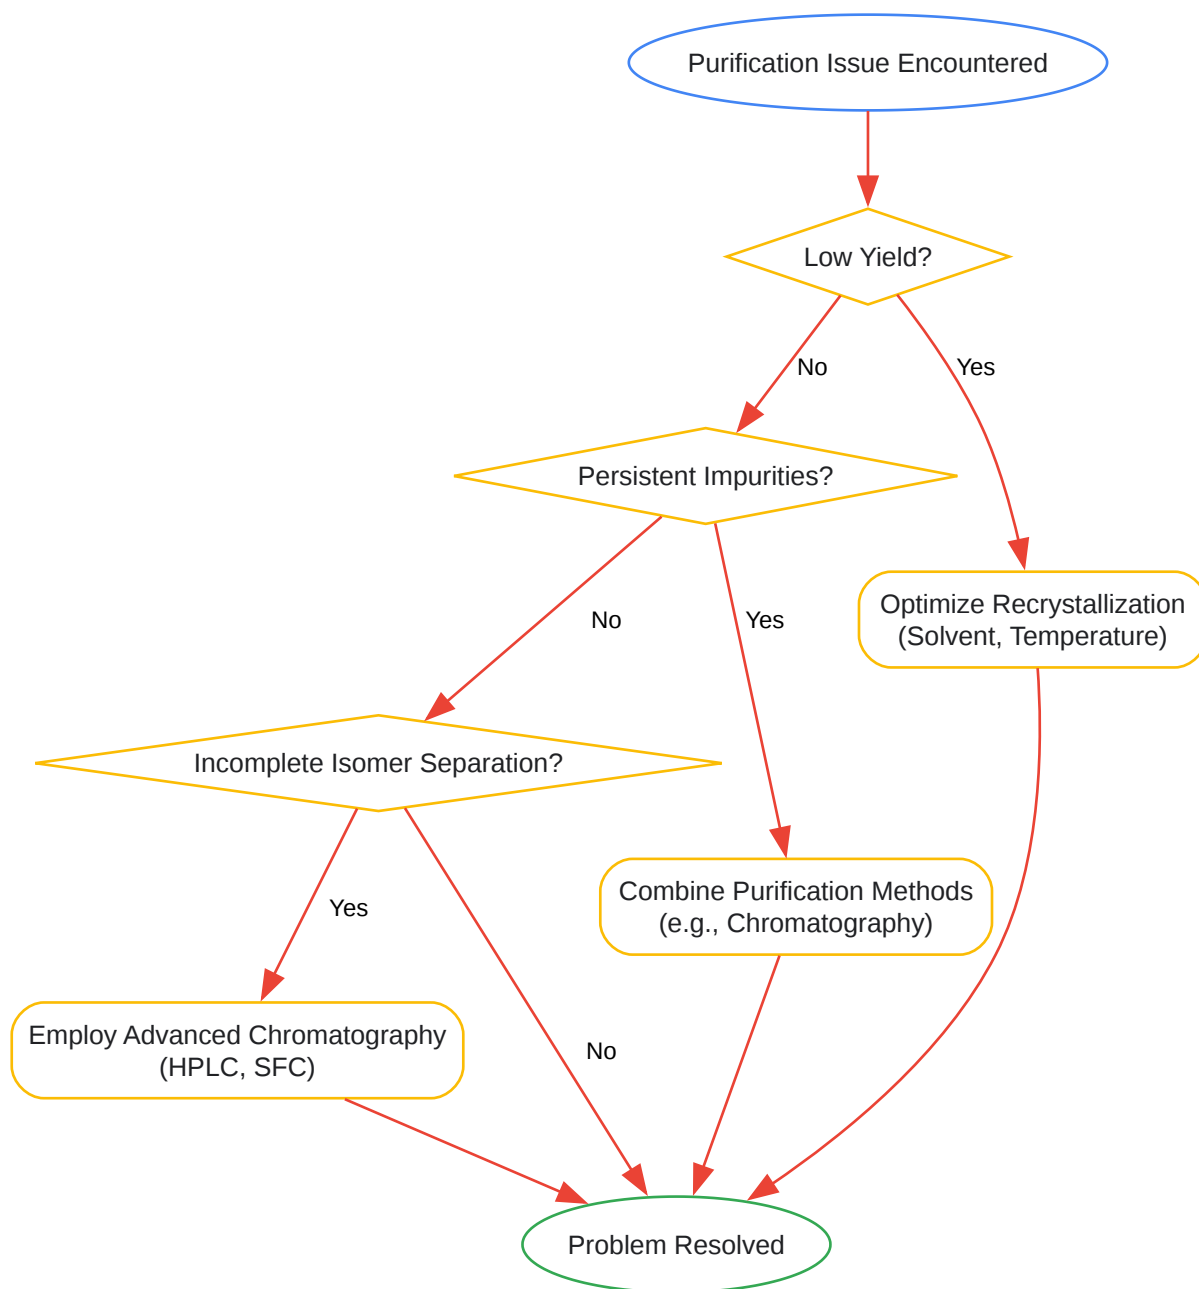 Purification Issue Encountered
Low Yield?
No
Yes
Persistent Impurities?
Optimize Recrystallization
(Solvent, Temperature)
No
Yes
Incomplete Isomer Separation?
Combine Purification Methods
(e.g., Chromatography)
Yes
Employ Advanced Chromatography
(HPLC, SFC)
No
Problem Resolved